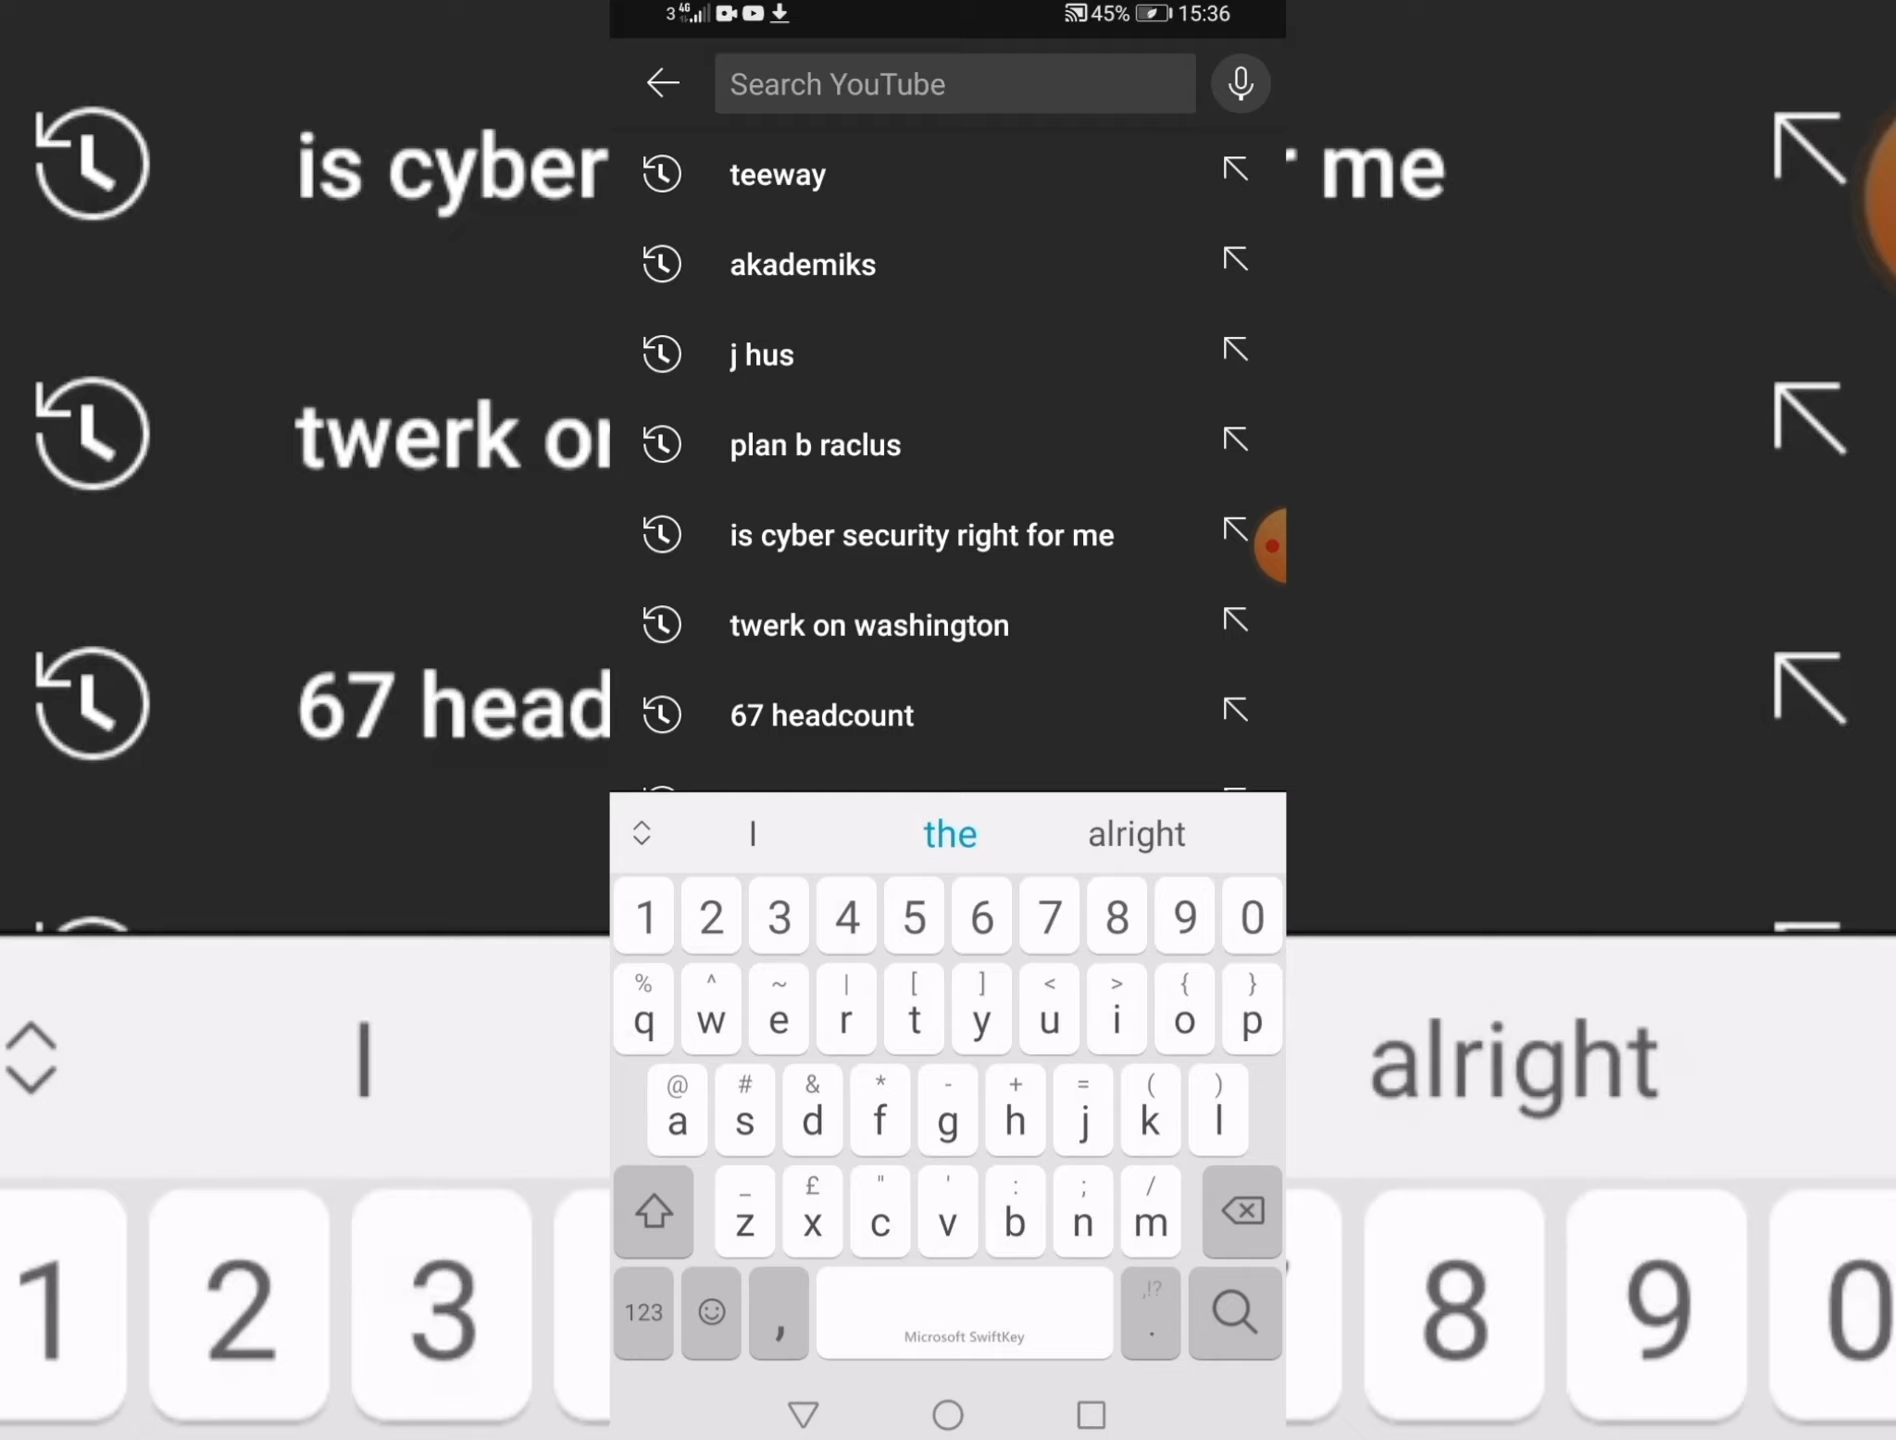 3 4G 45% 15:36
Search YouTube
teeway
akademiks
j hus
plan b raclus
is cyber security right for me
twerk on washington
67 headcount
I the alright
1 2 3 4 5 6 7 8 9 0
% ^ ~ | [ ] < > { }
q w e r t y u i o p
@ # & * - + = ( )
a s d f g h j k l
_ £ " ' : ; /
z x c v b n m
123 , ,!? .
Microsoft SwiftKey
is cyber
me
twerk on
67 head
I
alright
1 2 3
8 9 0